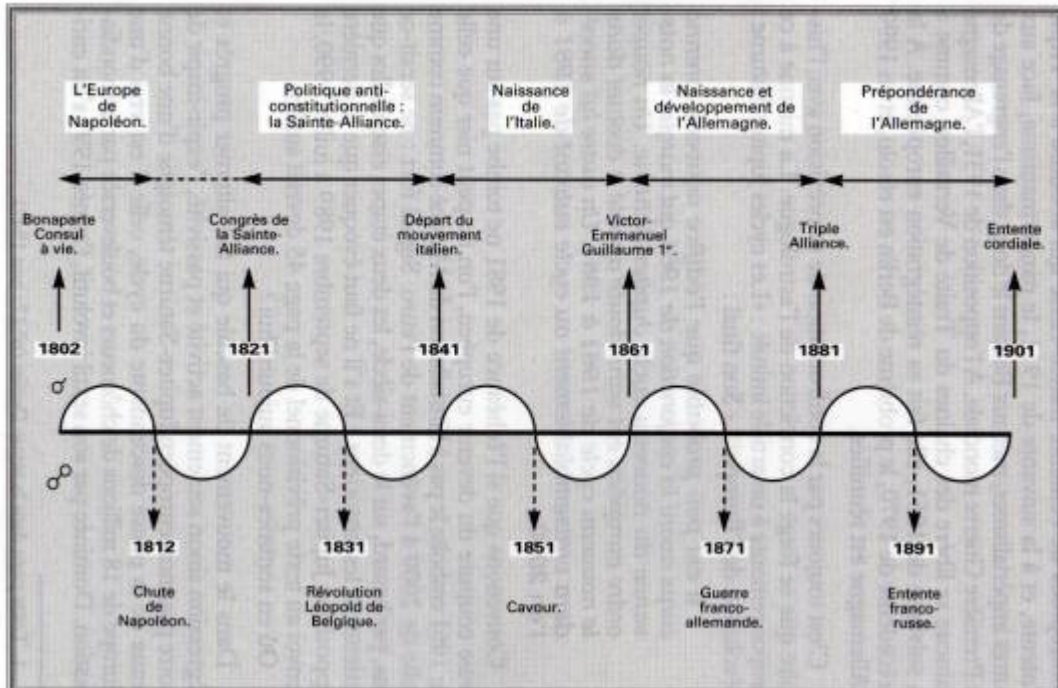 L'Europe
de
Napoléon.
Politique anti-
constitutionnelle :
la Sainte-Alliance.
Naissance
de
l'Italie.
Naissance et
développement de
l'Allemagne.
Prépondérance
de
l'Allemagne.
Bonaparte
Consul
à vie.
Congrès de
la Sainte-
Alliance.
Départ du
mouvement
italien.
Victor-
Emmanuel
Guillaume 1er.
Triple
Alliance.
Entente
cordiale.
1802
1821
1841
1861
1881
1901
1812
1831
1851
1871
1891
Chute
de
Napoléon.
Révolution
Léopold de
Belgique.
Cavour.
Guerre
franco-
allemande.
Entente
franco-
russe.